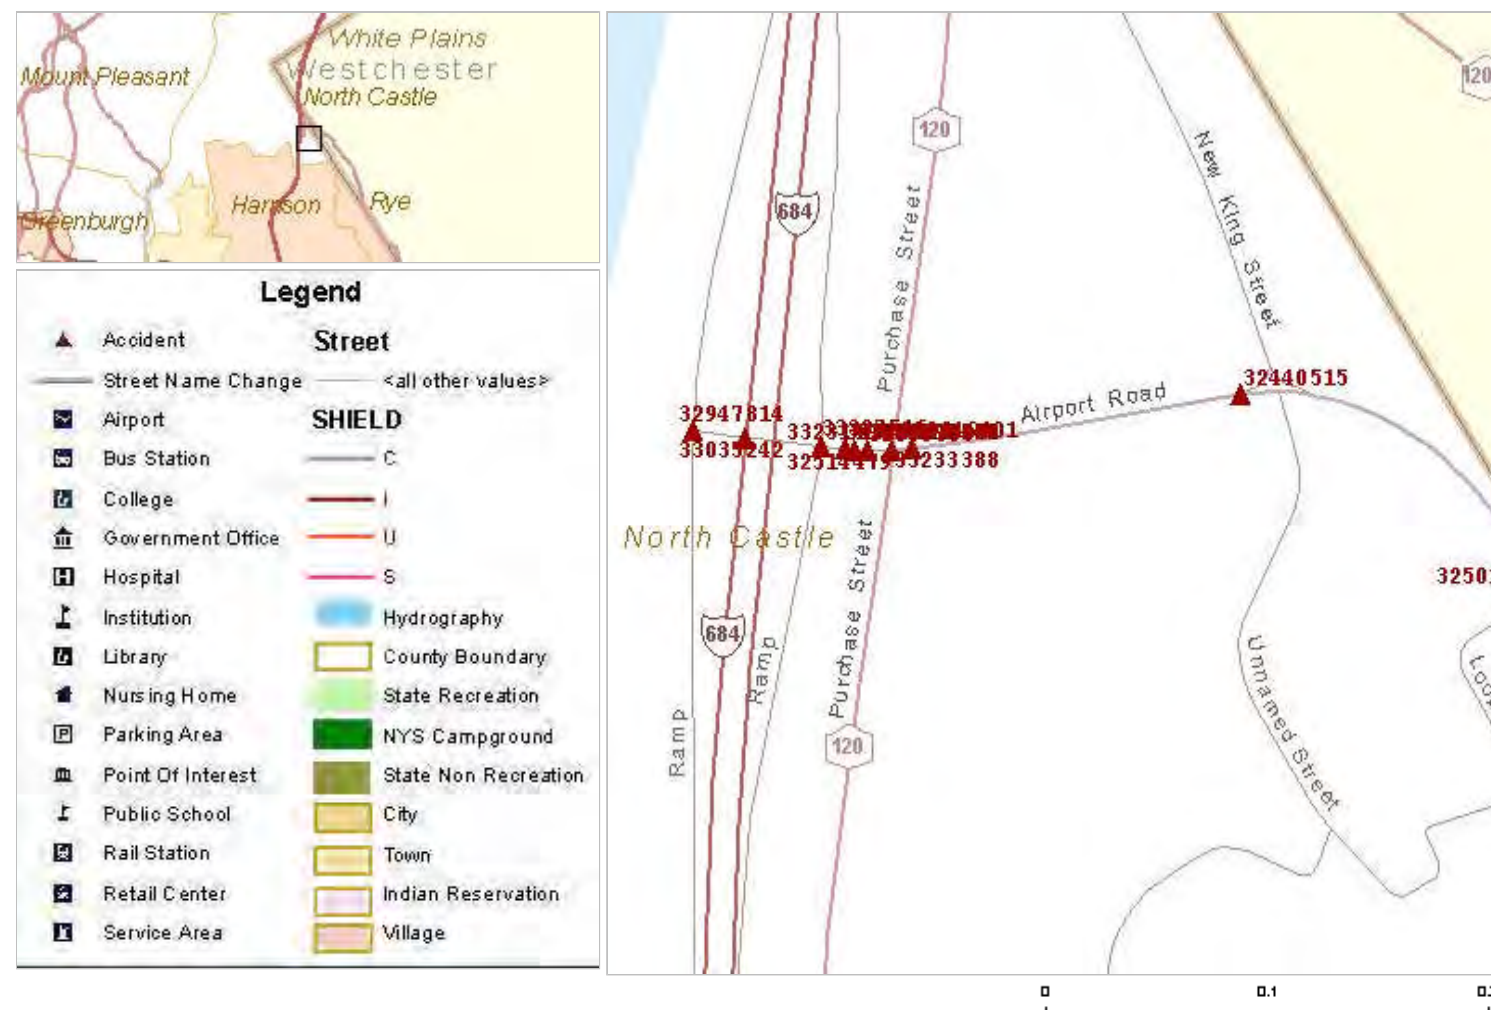 White Plains
Westchester
Mount Pleasant
North Castle
Harrison
Rye
Greenburgh
Legend
Accident
Street
Street Name Change
<all other values>
Airport
SHIELD
Bus Station
C
College
I
Government Office
U
Hospital
S
Institution
Hydrography
Library
County Boundary
Nursing Home
State Recreation
Parking Area
NYS Campground
Point Of Interest
State Non Recreation
Public School
City
Rail Station
Town
Retail Center
Indian Reservation
Service Area
Village
120
120
684
New King Street
Purchase Street
32440515
Airport Road
32947814
33035242
33233388
North Castle
Purchase Street
684
Ramp
Ramp
120
Unnamed Street
0
0.1